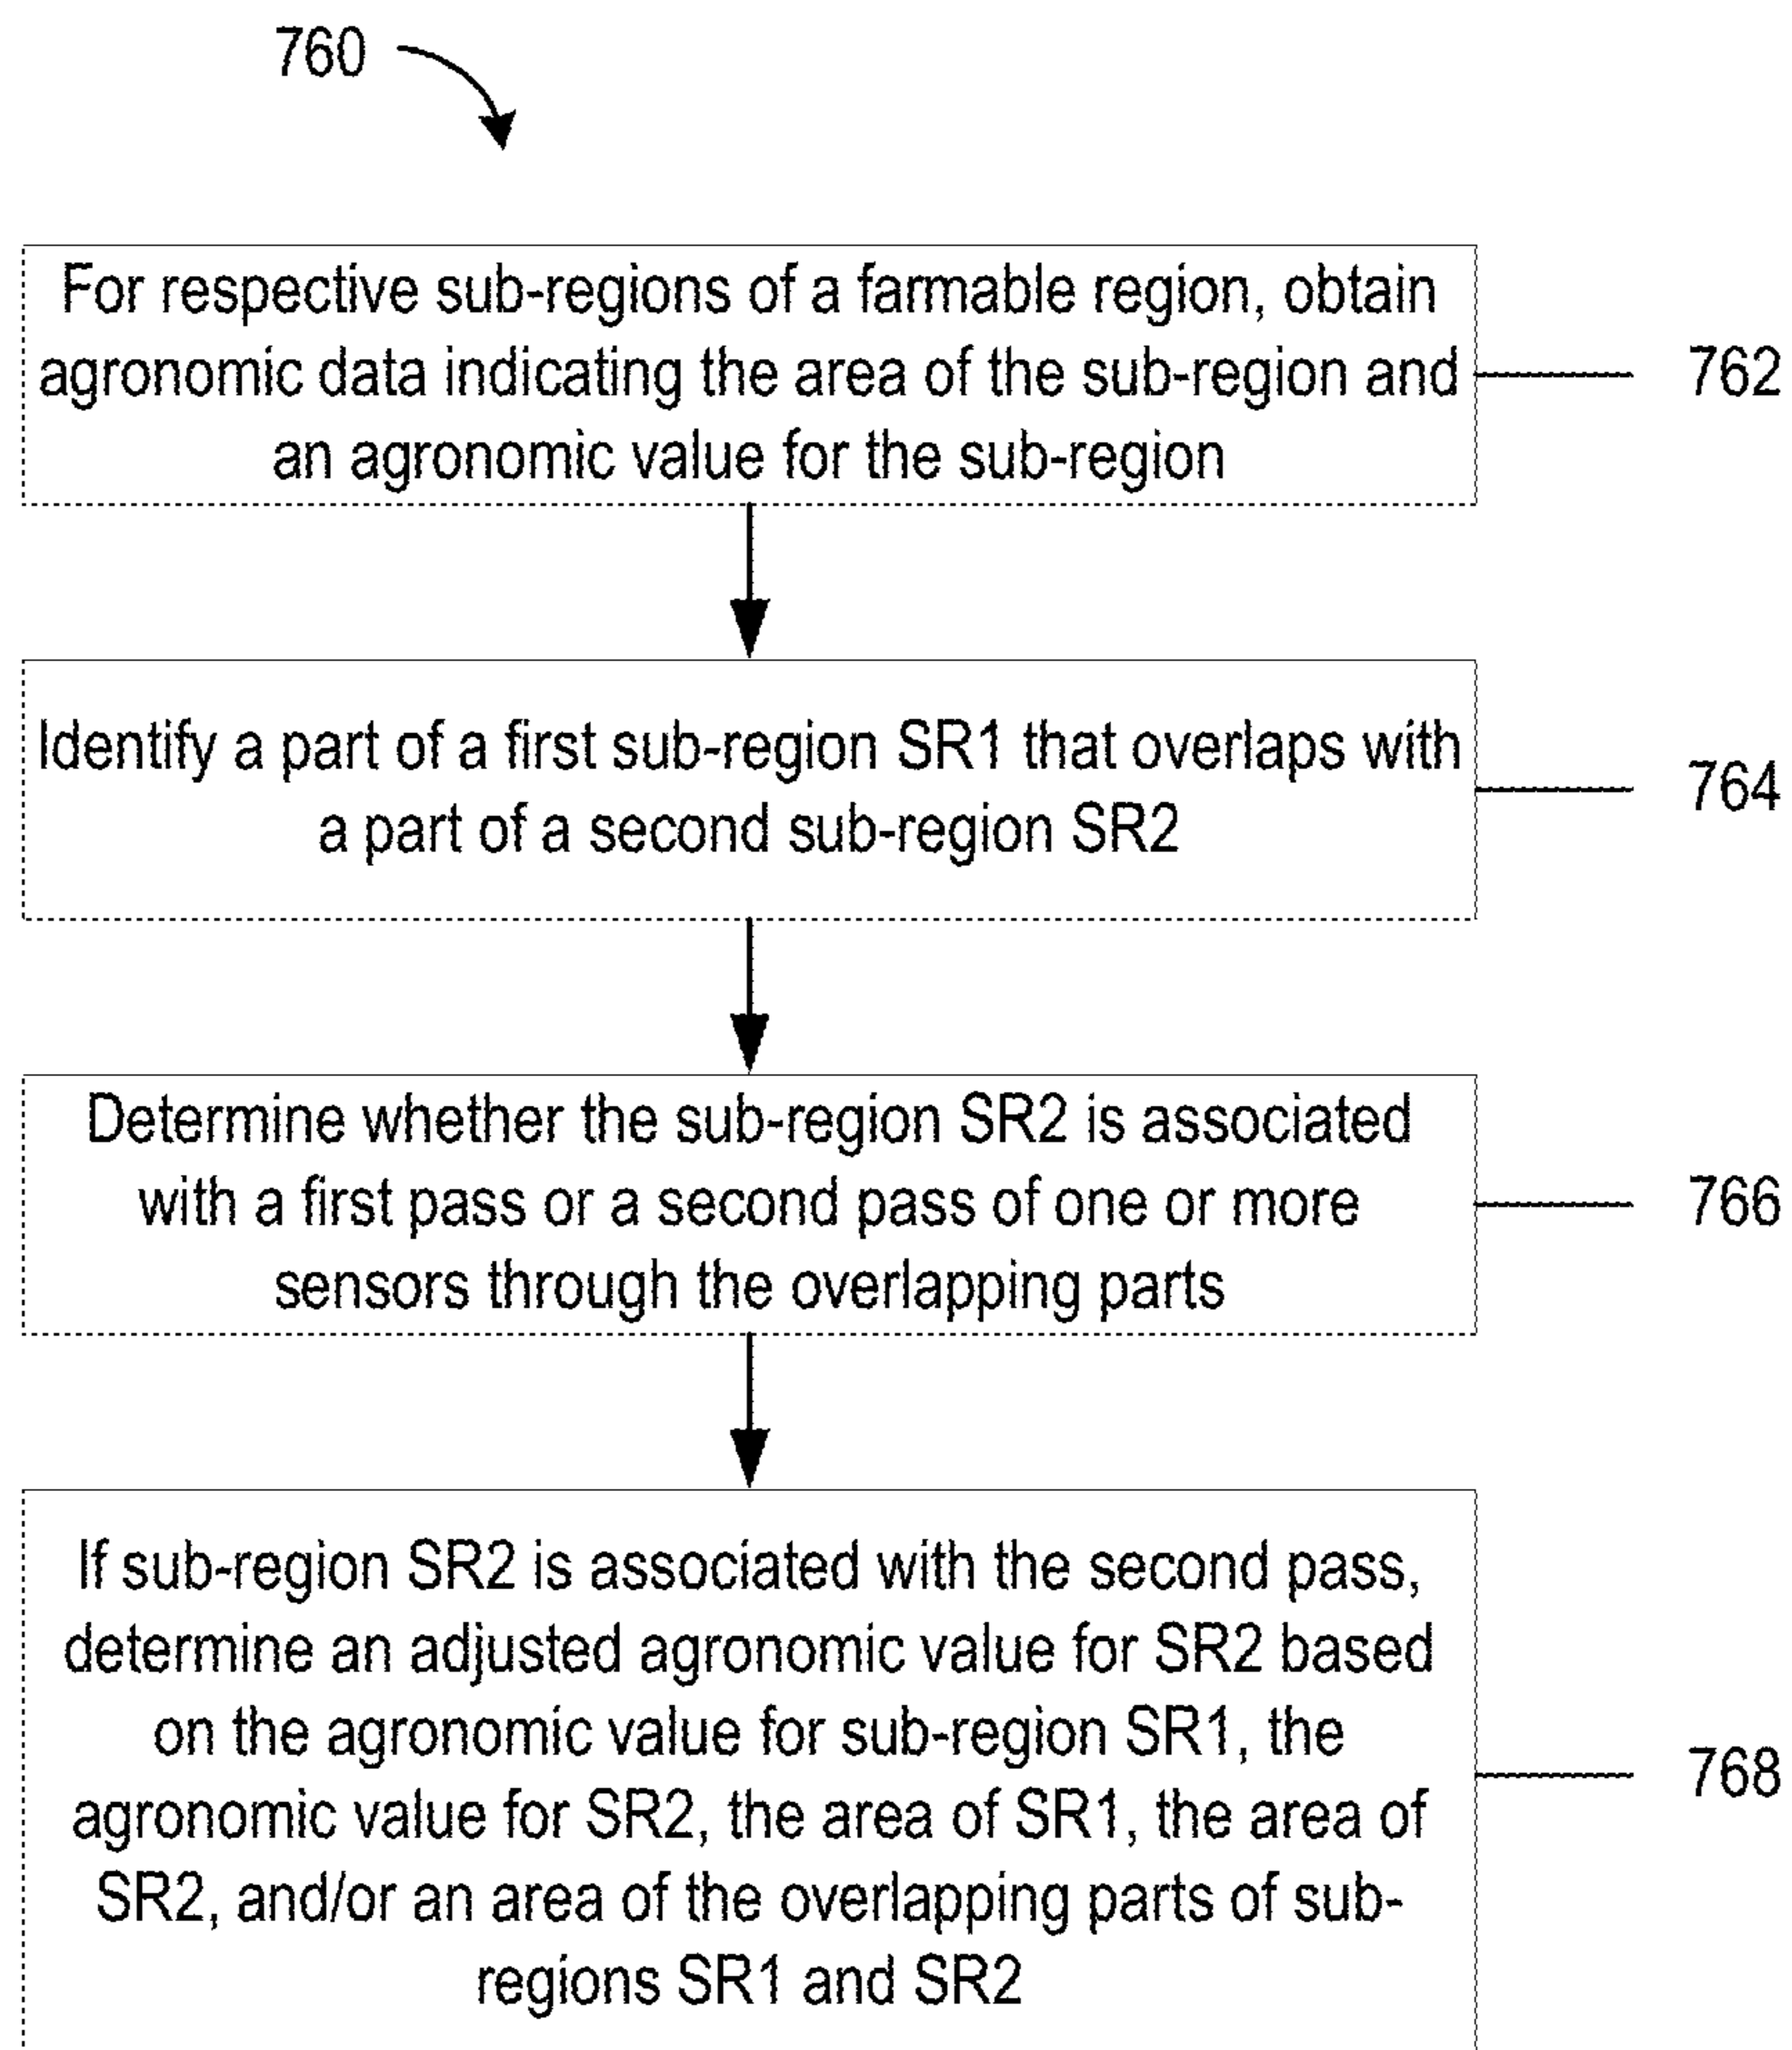 760
For respective sub-regions of a farmable region, obtain
agronomic data indicating the area of the sub-region and
an agronomic value for the sub-region
762
Identify a part of a first sub-region SR1 that overlaps with
a part of a second sub-region SR2
764
Determine whether the sub-region SR2 is associated
with a first pass or a second pass of one or more
sensors through the overlapping parts
766
If sub-region SR2 is associated with the second pass,
determine an adjusted agronomic value for SR2 based
on the agronomic value for sub-region SR1, the
agronomic value for SR2, the area of SR1, the area of
SR2, and/or an area of the overlapping parts of sub-
regions SR1 and SR2
768